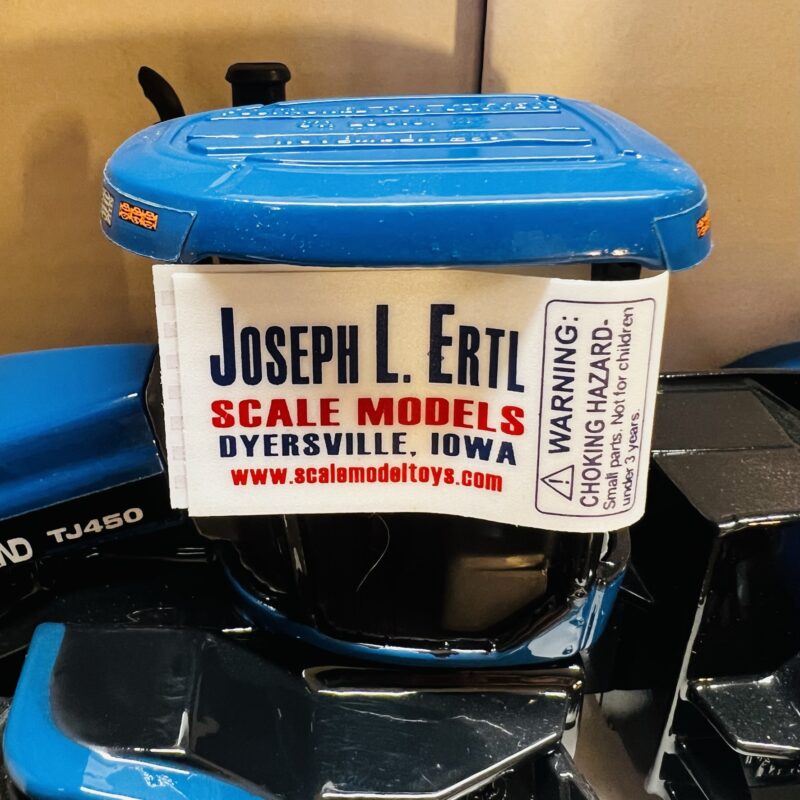 JOSEPH L. ERTL
SCALE MODELS
DYERSVILLE, IOWA
www.scalemodeltoys.com
WARNING:
CHOKING HAZARD-
Small parts. Not for children
under 3 years.
TJ450